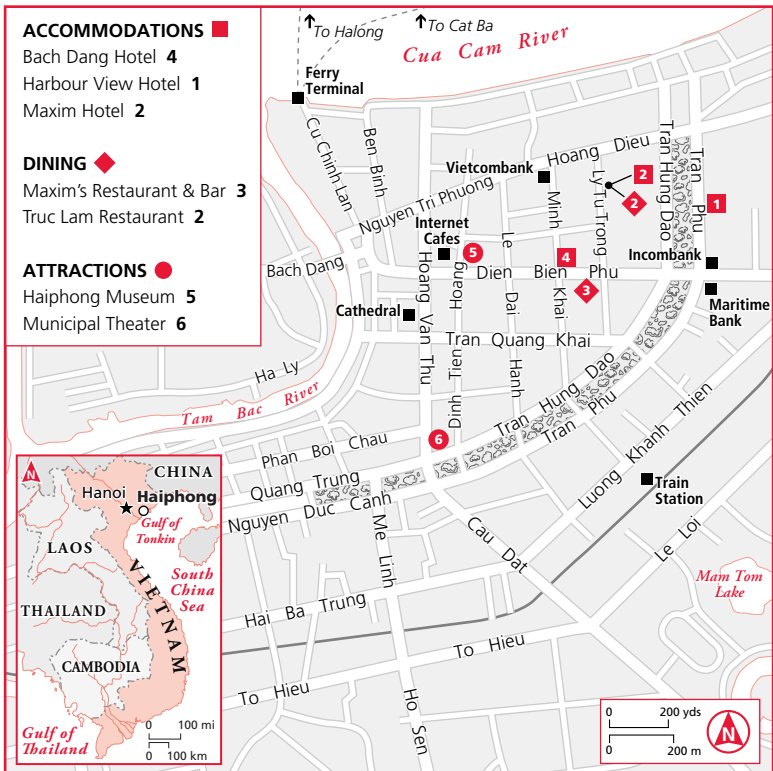 ACCOMMODATIONS
Bach Dang Hotel 4
Harbour View Hotel 1
Maxim Hotel 2
DINING
Maxim's Restaurant & Bar 3
Truc Lam Restaurant 2
ATTRACTIONS
Haiphong Museum 5
Municipal Theater 6
To Halong
To Cat Ba
Cua Cam River
Ferry
Terminal
Cu Chinh Lan
Ben Binh
Nguyen Tri Phuong
Hoang Dieu
Vietcombank
Minh
Khai
Ly Tu Trong
Tran Hung Dao
Tran Phu
2
2
1
Internet
Cafes
5
4
3
Incombank
Bach Dang
Dien Bien Phu
Maritime
Bank
Hoang Van Thu
Dinh Tien Hoang
Le Dai Hanh
Cathedral
Tran Quang Khai
Ha Ly
Tam Bac River
6
Tran Hung Dao
Tran Phu
Phan Boi Chau
Quang Trung
Nguyen Duc Canh
Luong Khanh Thien
Train
Station
Me Linh
Cau Dat
Le Loi
Mam Tom
Lake
Hai Ba Trung
To Hieu
To Hieu
Ho Sen
N
CHINA
Hanoi
Haiphong
Gulf of
Tonkin
LAOS
VIETNAM
South
China
Sea
THAILAND
CAMBODIA
Gulf of
Thailand
0 100 mi
0 100 km
0 200 yds
0 200 m
N